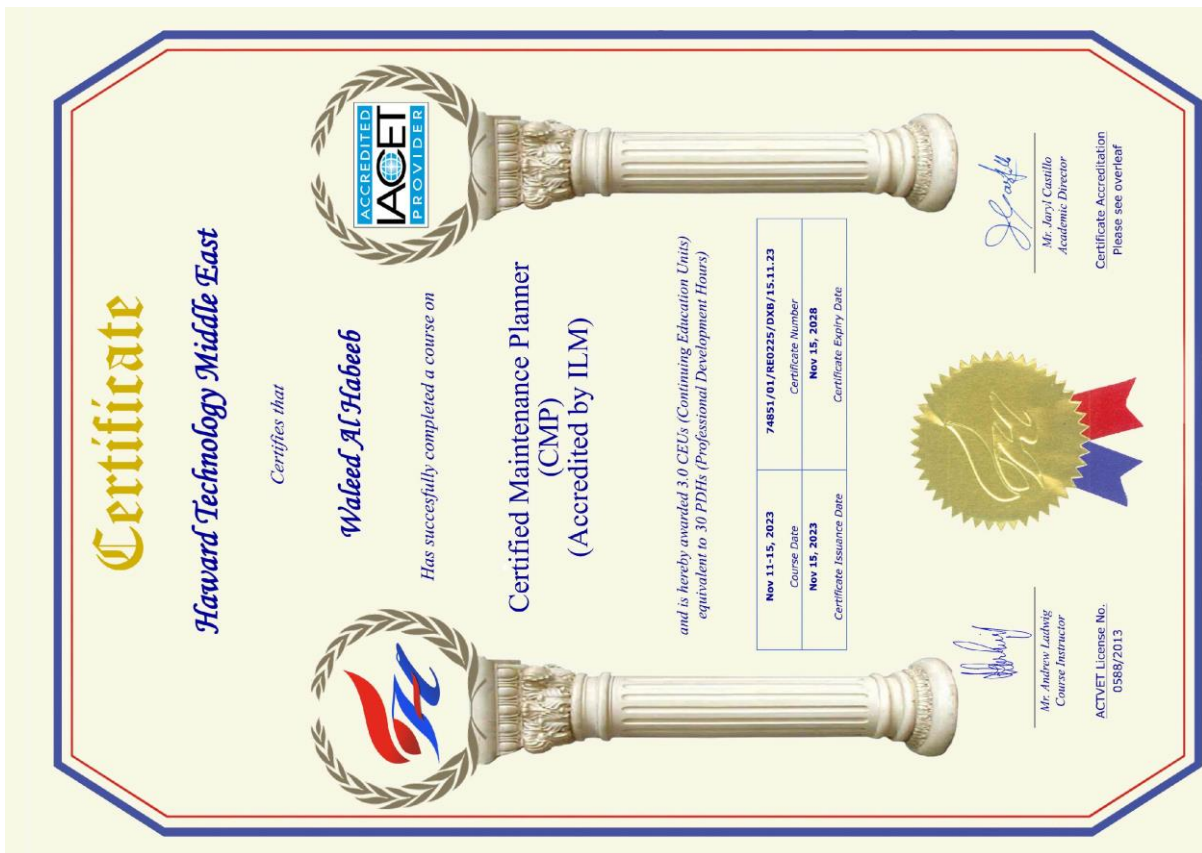 Certificate
Haward Technology Middle East
Certifies that
Waleed Al Habeeb
Has succesfully completed a course on
Certified Maintenance Planner
(CMP)
(Accredited by ILM)
and is hereby awarded 3.0 CEUs (Continuing Education Units)
equivalent to 30 PDHs (Professional Development Hours)
Nov 11-15, 2023
Course Date
74851/01/RE0225/DXB/15.11.23
Certificate Number
Nov 15, 2023
Certificate Issuance Date
Nov 15, 2028
Certificate Expiry Date
Mr. Andrew Ladwig
Course Instructor
Mr. Jaryl Castillo
Academic Director
ACTVET License No.
0588/2013
Certificate Accreditation
Please see overleaf
ACCREDITED
IACET
PROVIDER